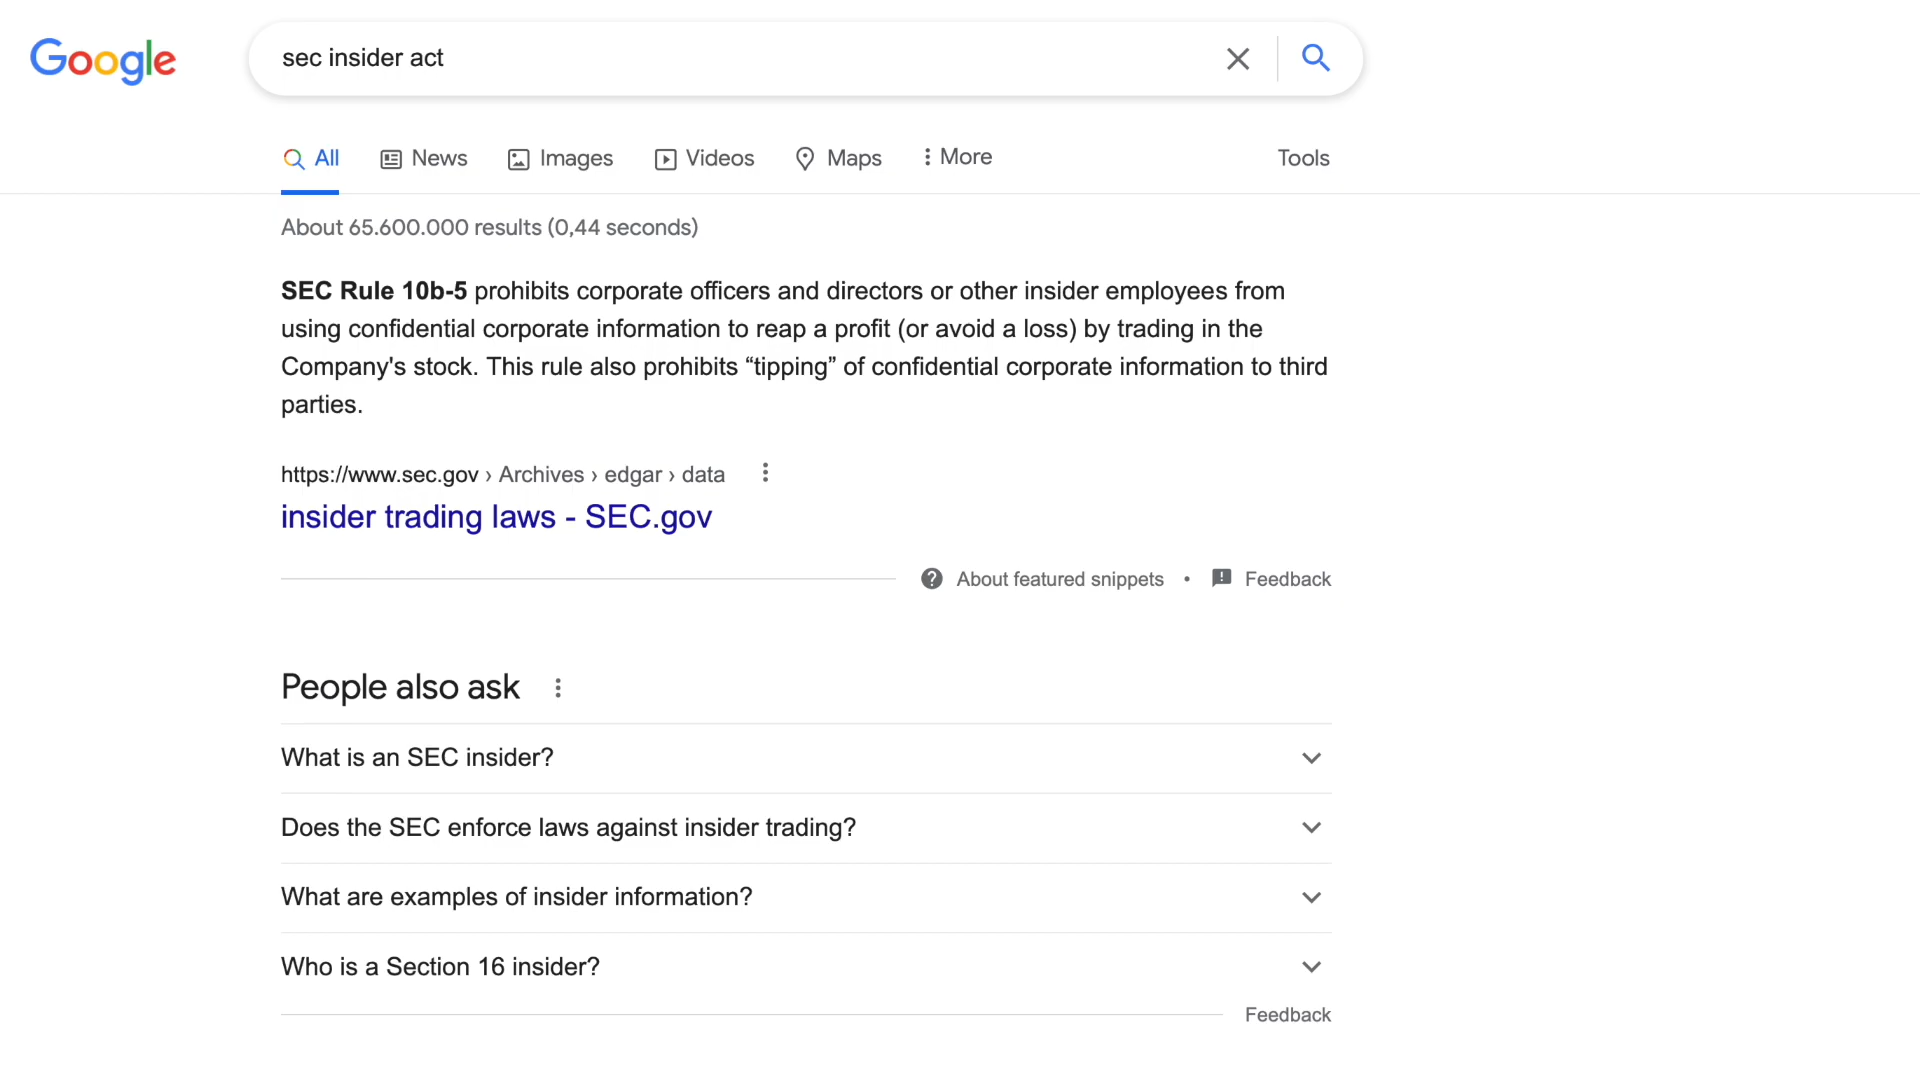 Google
sec insider act
All News Images Videos Maps More Tools
About 65.600.000 results (0,44 seconds)
SEC Rule 10b-5 prohibits corporate officers and directors or other insider employees from
using confidential corporate information to reap a profit (or avoid a loss) by trading in the
Company's stock. This rule also prohibits “tipping” of confidential corporate information to third
parties.
https://www.sec.gov › Archives › edgar › data
insider trading laws - SEC.gov
About featured snippets • Feedback
People also ask
What is an SEC insider?
Does the SEC enforce laws against insider trading?
What are examples of insider information?
Who is a Section 16 insider?
Feedback